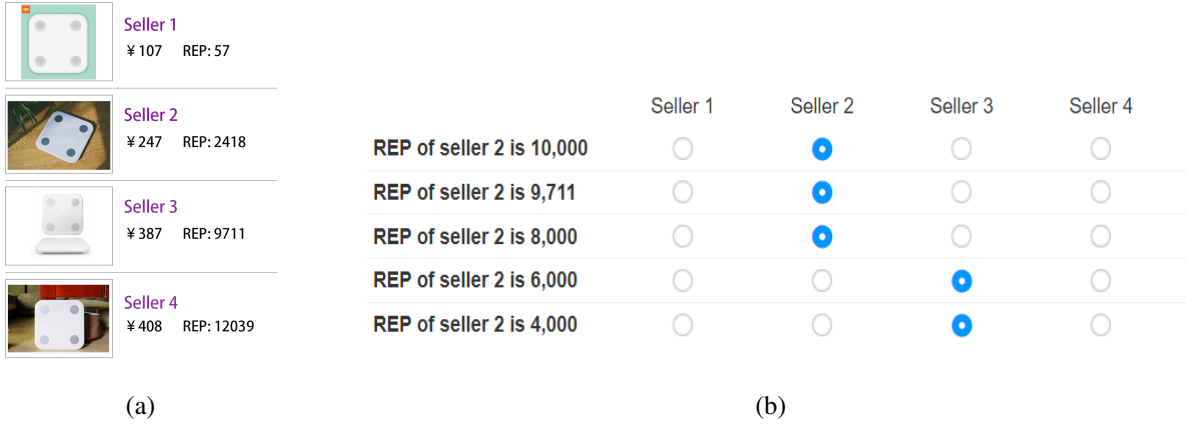 Seller 1
¥ 107 REP: 57
Seller 2
¥ 247 REP: 2418
Seller 3
¥ 387 REP: 9711
Seller 4
¥ 408 REP: 12039
(a)
Seller 1 Seller 2 Seller 3 Seller 4
REP of seller 2 is 10,000
REP of seller 2 is 9,711
REP of seller 2 is 8,000
REP of seller 2 is 6,000
REP of seller 2 is 4,000
(b)